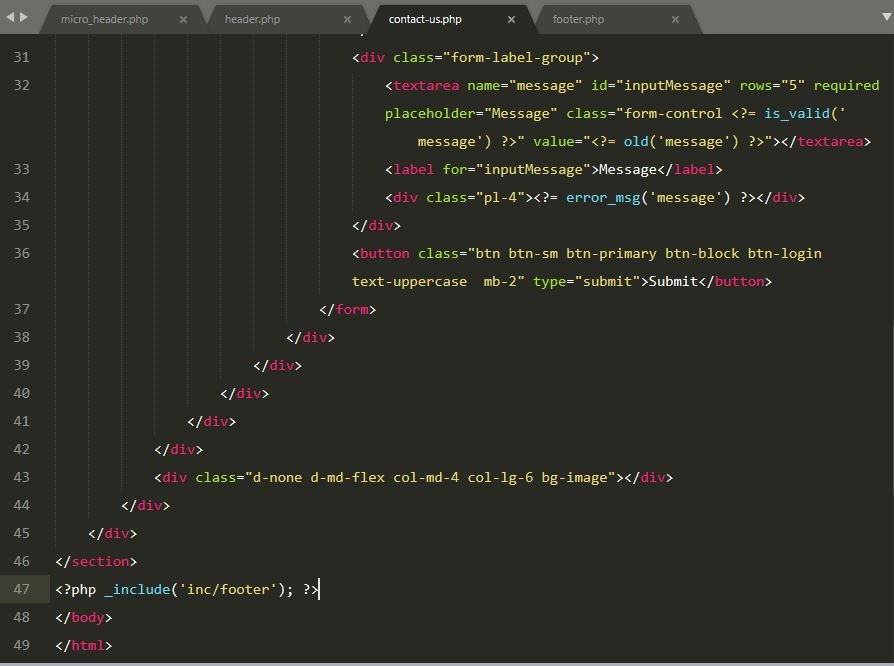 micro_header.php × header.php × contact-us.php × footer.php ×
31 <div class="form-label-group">
32 <textarea name="message" id="inputMessage" rows="5" required
placeholder="Message" class="form-control <?= is_valid('
message') ?>" value="<?= old('message') ?>"></textarea>
33 <label for="inputMessage">Message</label>
34 <div class="pl-4"><?= error_msg('message') ?></div>
35 </div>
36 <button class="btn btn-sm btn-primary btn-block btn-login
text-uppercase  mb-2" type="submit">Submit</button>
37 </form>
38 </div>
39 </div>
40 </div>
41 </div>
42 </div>
43 <div class="d-none d-md-flex col-md-4 col-lg-6 bg-image"></div>
44 </div>
45 </div>
46 </section>
47 <?php _include('inc/footer'); ?>
48 </body>
49 </html>